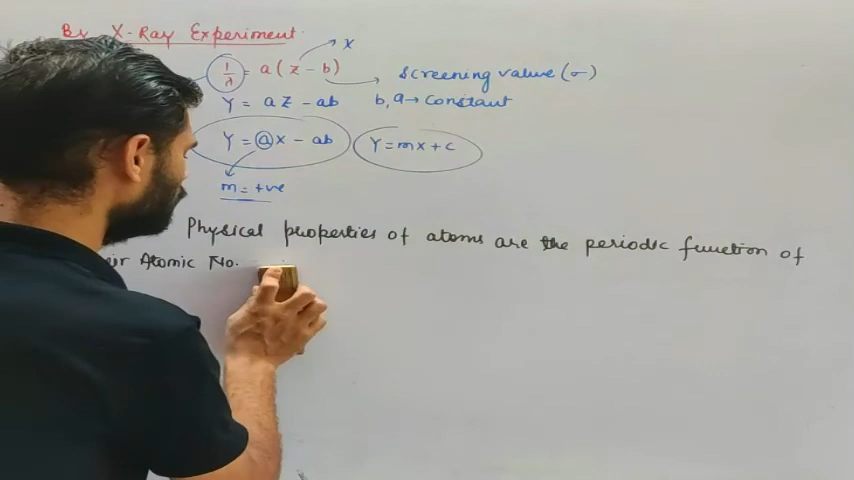 By X-Ray Experiment
x
1/λ = a (z - b)
Screening value (σ)
Y = az - ab b, a → constant
Y = ax - ab Y = mx + c
m = +ve
Physical properties of atoms are the periodic function of
Atomic No.